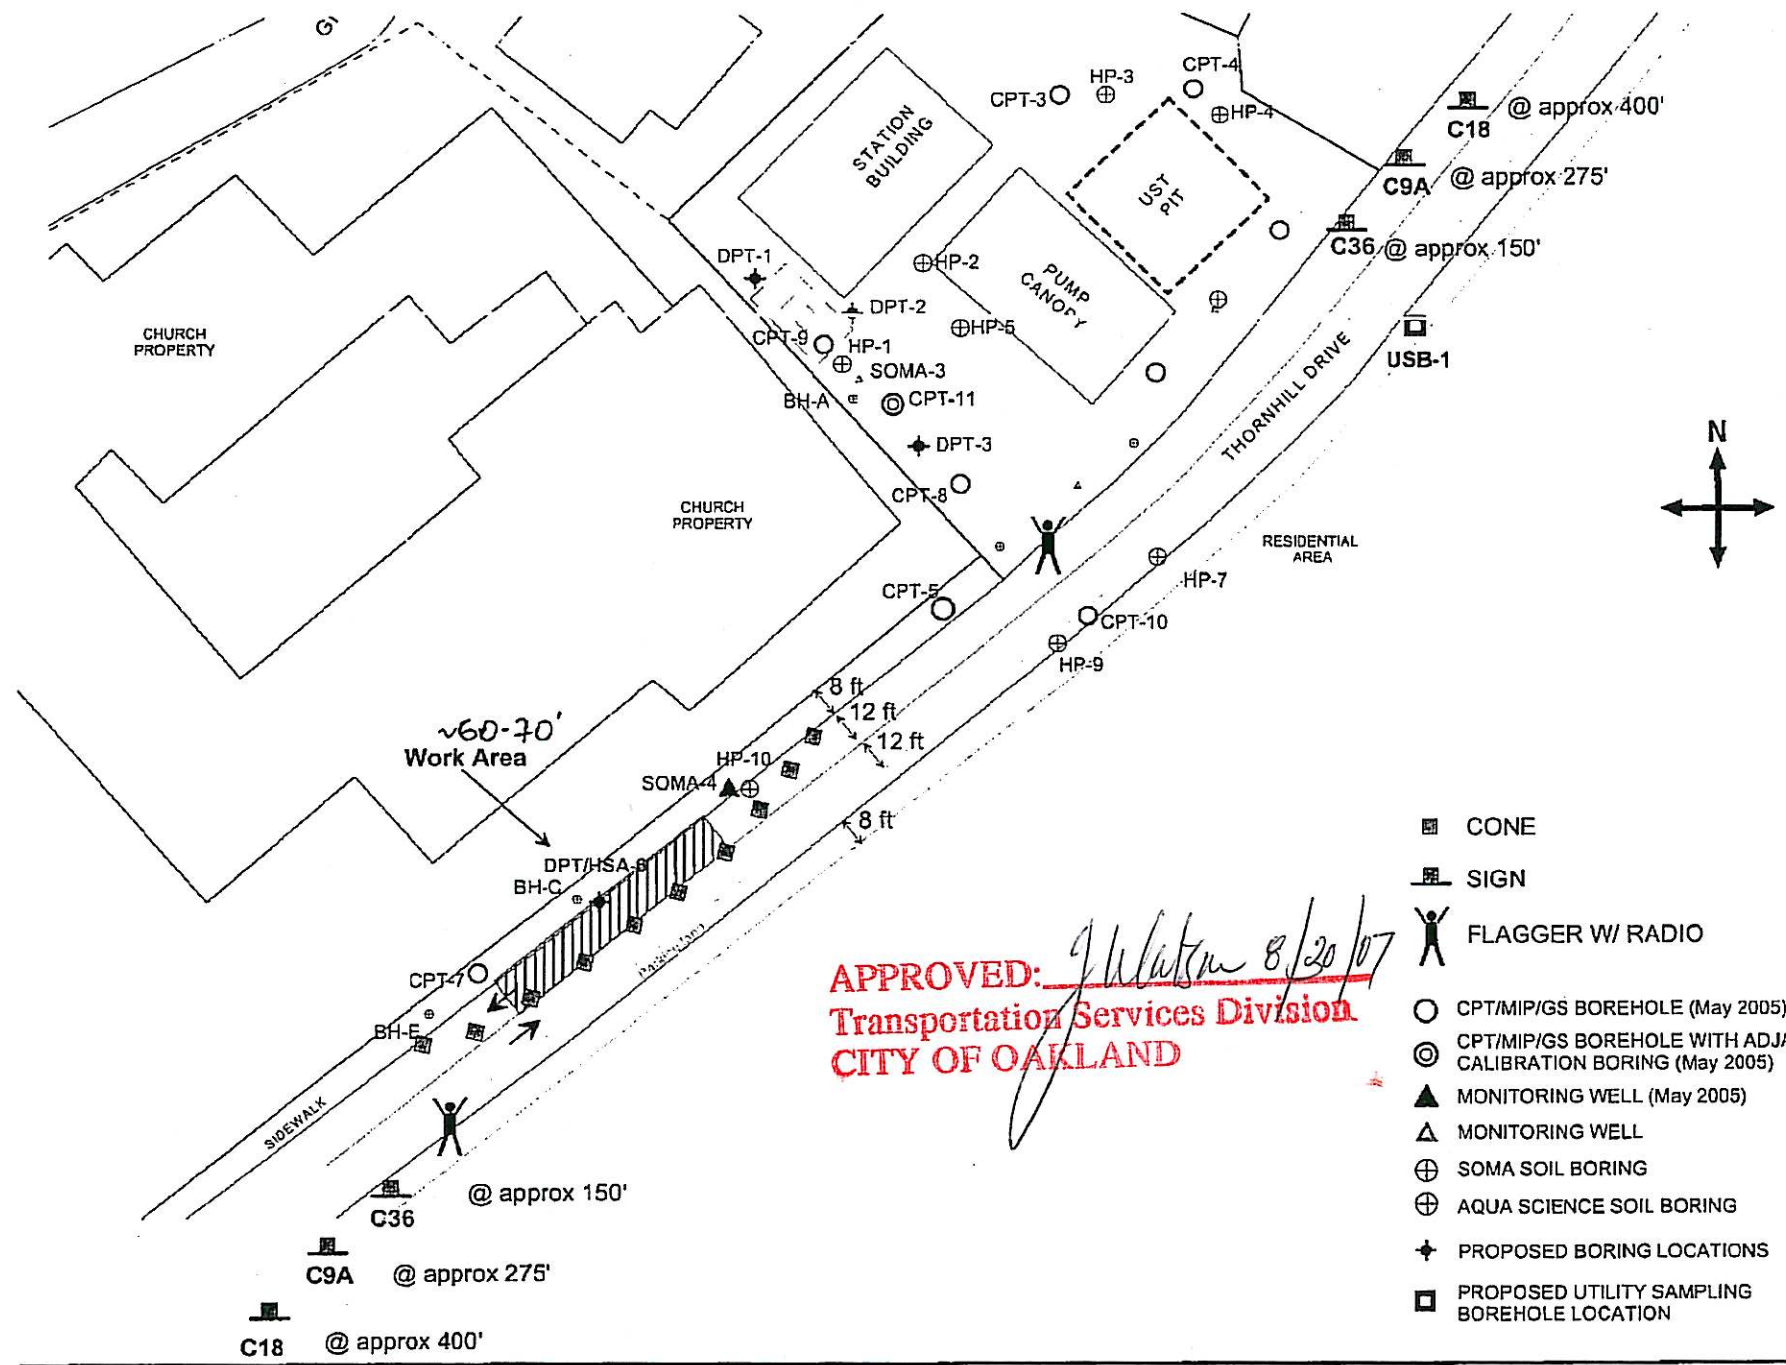 CPT-3
HP-3
CPT-4
HP-4
C18 @ approx 400'
C9A @ approx 275'
C36 @ approx 150'
STATION
BUILDING
UST
PIT
PUMP
CANOPY
DPT-1
HP-2
DPT-2
HP-5
CPT-9
HP-1
SOMA-3
BH-A
CPT-11
DPT-3
CPT-8
CHURCH
PROPERTY
CHURCH
PROPERTY
THORNHILL DRIVE
USB-1
N
RESIDENTIAL
AREA
HP-7
CPT-5
CPT-10
HP-9
8 ft
12 ft
12 ft
8 ft
~60-70'
Work Area
HP-10
SOMA-4
DPT/HSA-6
BH-C
CPT-7
BH-E
SIDEWALK
C36 @ approx 150'
C9A @ approx 275'
C18 @ approx 400'
APPROVED: J Watson 8/20/07
Transportation Services Division
CITY OF OAKLAND
CONE
SIGN
FLAGGER W/ RADIO
CPT/MIP/GS BOREHOLE (May 2005)
CPT/MIP/GS BOREHOLE WITH ADJA
CALIBRATION BORING (May 2005)
MONITORING WELL (May 2005)
MONITORING WELL
SOMA SOIL BORING
AQUA SCIENCE SOIL BORING
PROPOSED BORING LOCATIONS
PROPOSED UTILITY SAMPLING
BOREHOLE LOCATION